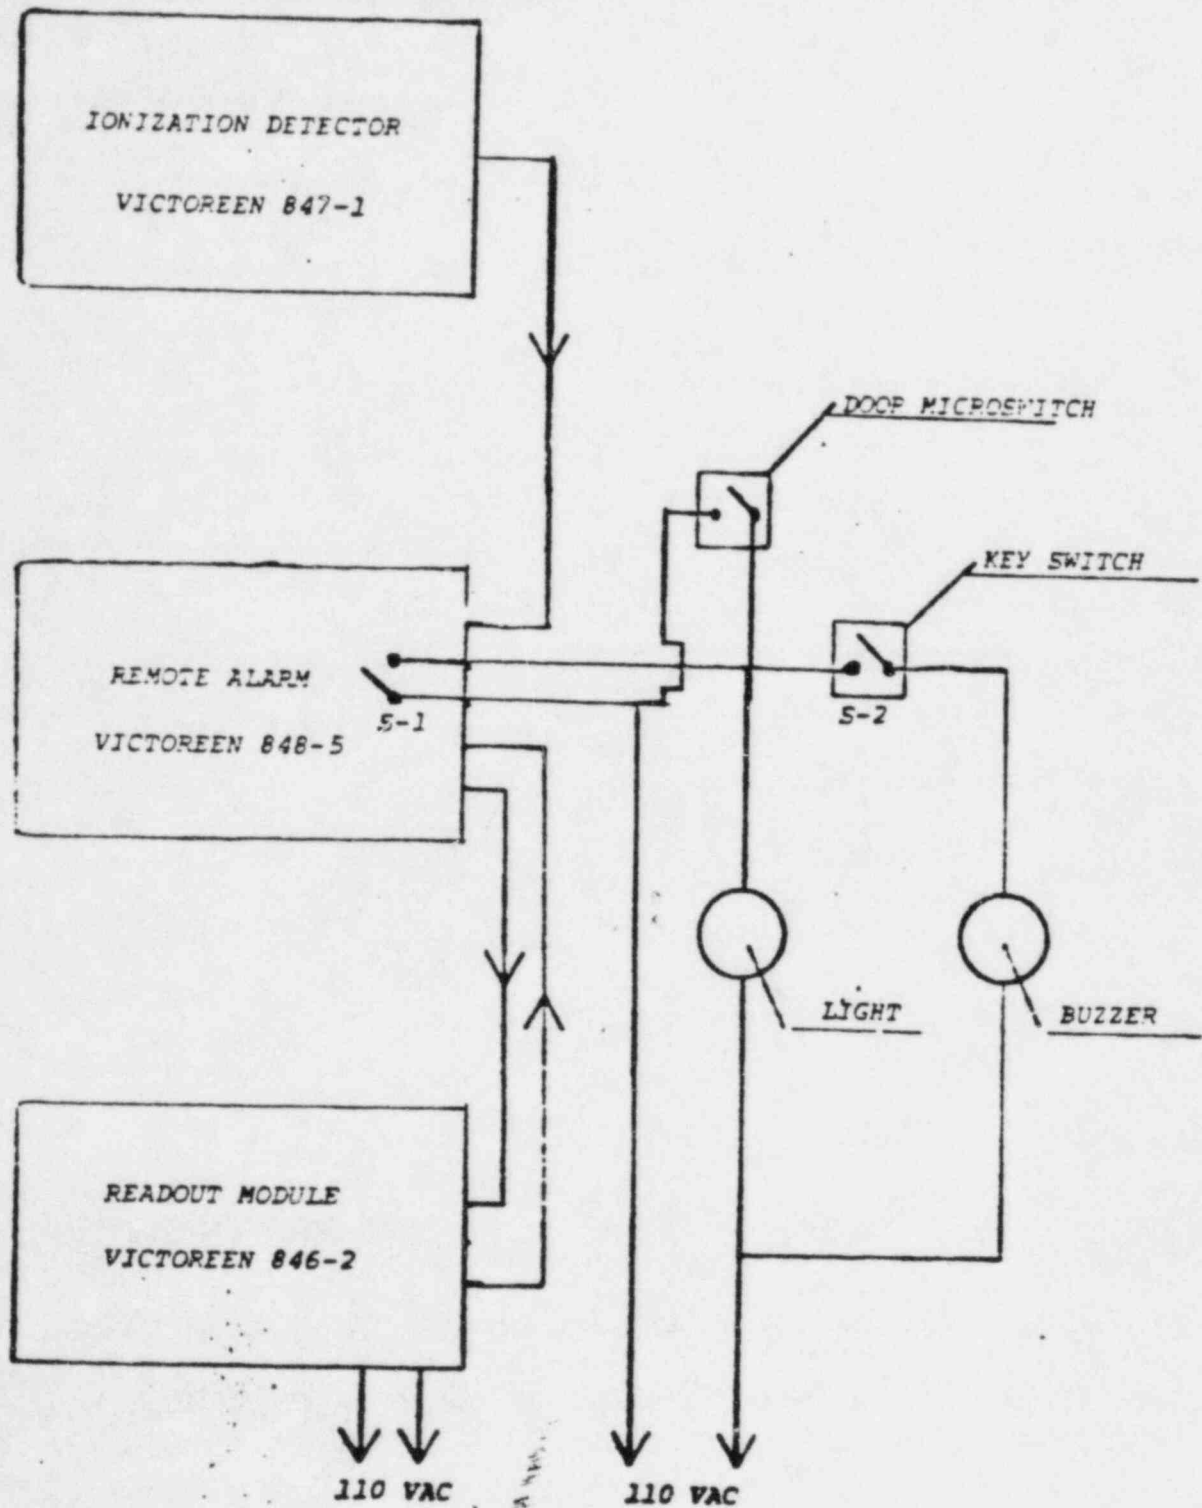 IONIZATION DETECTOR
VICTOREEN 847-1
DOOR MICROSWITCH
KEY SWITCH
REMOTE ALARM
S-1
S-2
VICTOREEN 848-5
LIGHT
BUZZER
READOUT MODULE
VICTOREEN 846-2
110 VAC
110 VAC